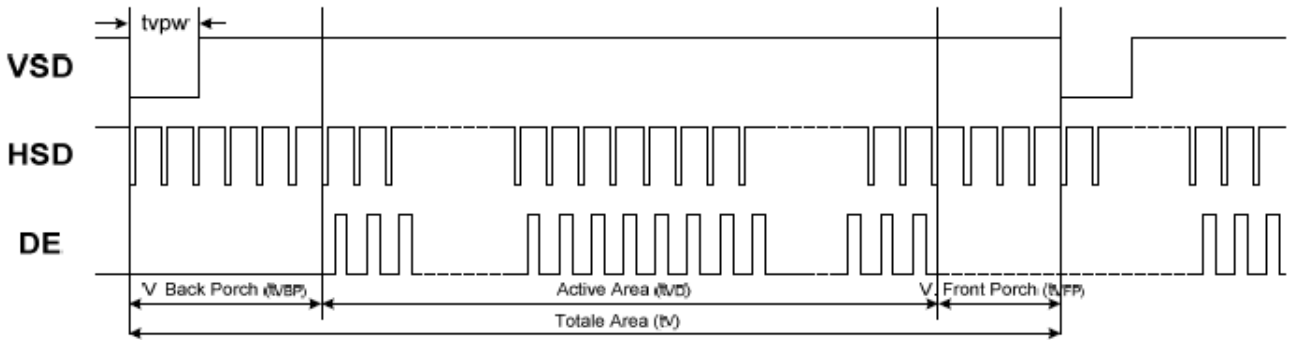 tvpw
VSD
HSD
DE
V Back Porch (tVBP)
Active Area (tVD)
V. Front Porch (tVFP)
Totale Area (tV)